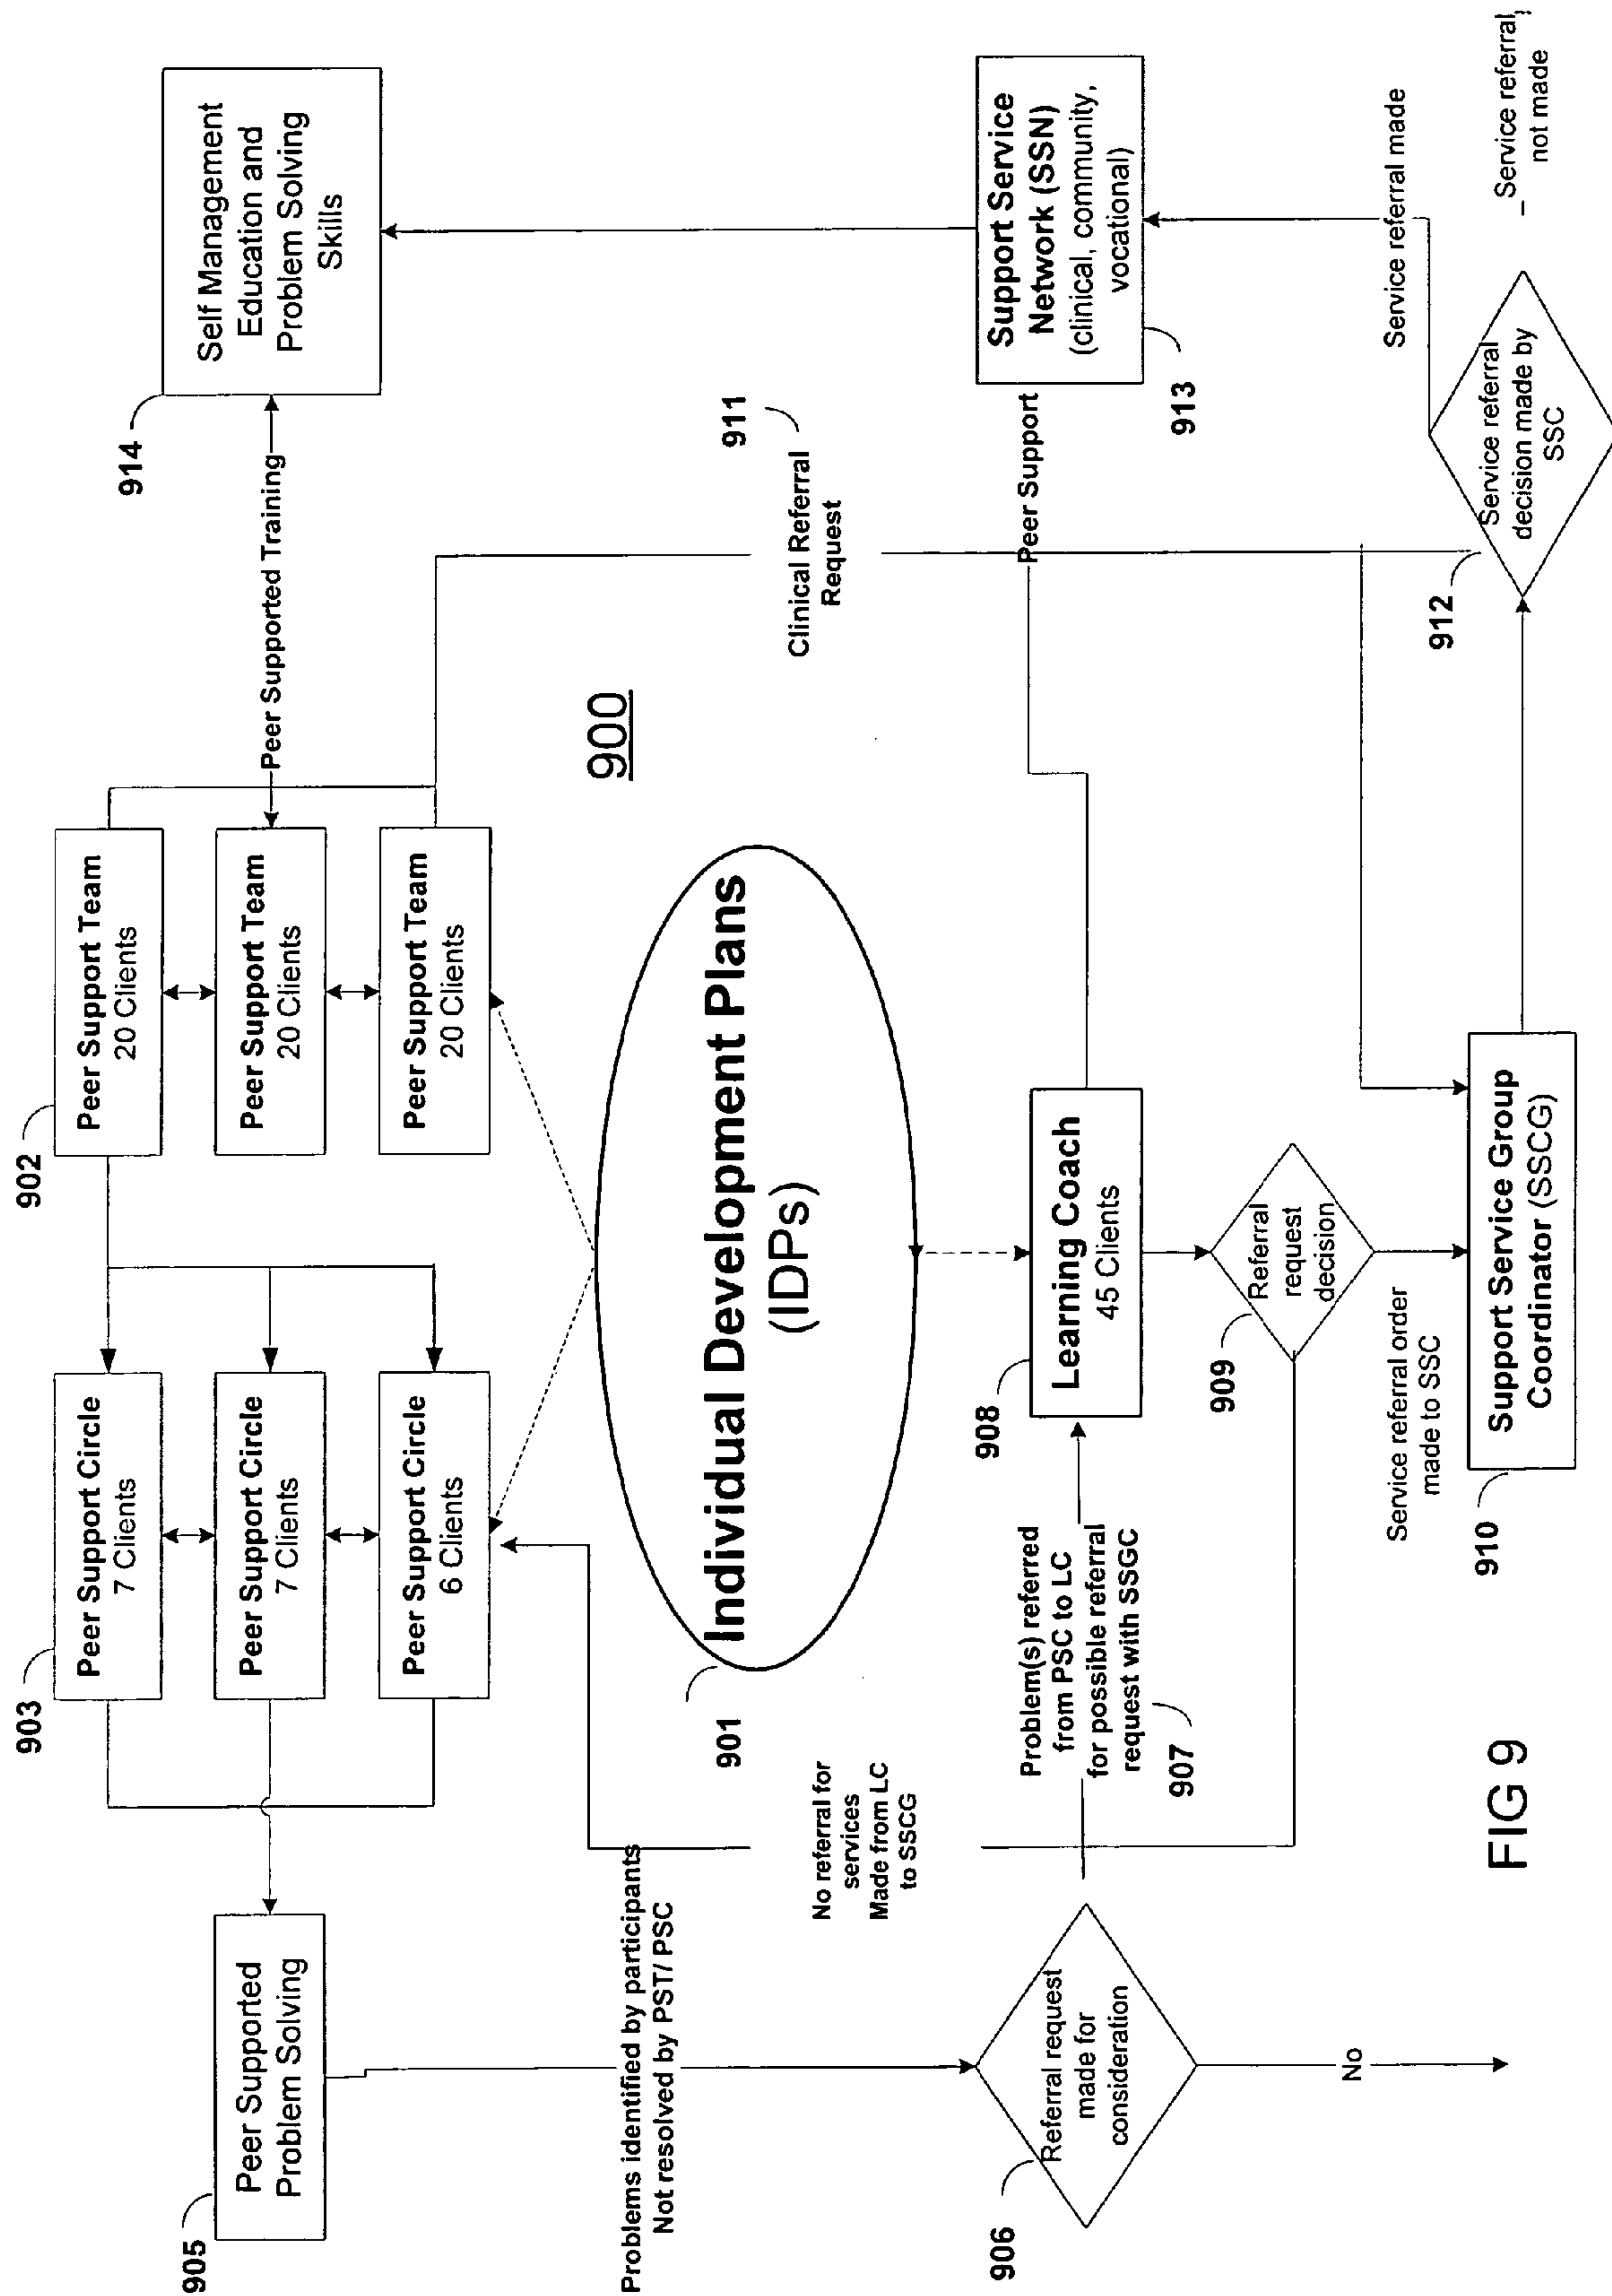 905
Peer Supported
Problem Solving
903
Peer Support Circle
7 Clients
Peer Support Circle
7 Clients
Peer Support Circle
6 Clients
902
Peer Support Team
20 Clients
Peer Support Team
20 Clients
Peer Support Team
20 Clients
Peer Supported Training
914
Self Management
Education and
Problem Solving
Skills
Problems identified by participants
Not resolved by PST/ PSC
900
901
Individual Development Plans
(IDPs)
No referral for
services
Made from LC
to SSCG
911
Clinical Referral
Request
906
Referral request
made for
consideration
No
Problem(s) referred
from PSC to LC
for possible referral
request with SSGC
907
908
Learning Coach
45 Clients
Peer Support
Support Service
Network (SSN)
(clinical, community,
vocational)
913
909
Referral
request
decision
Service referral order
made to SSC
910
Support Service Group
Coordinator (SSCG)
912
Service referral
decision made by
SSC
Service referral made
Service referral
not made
FIG 9